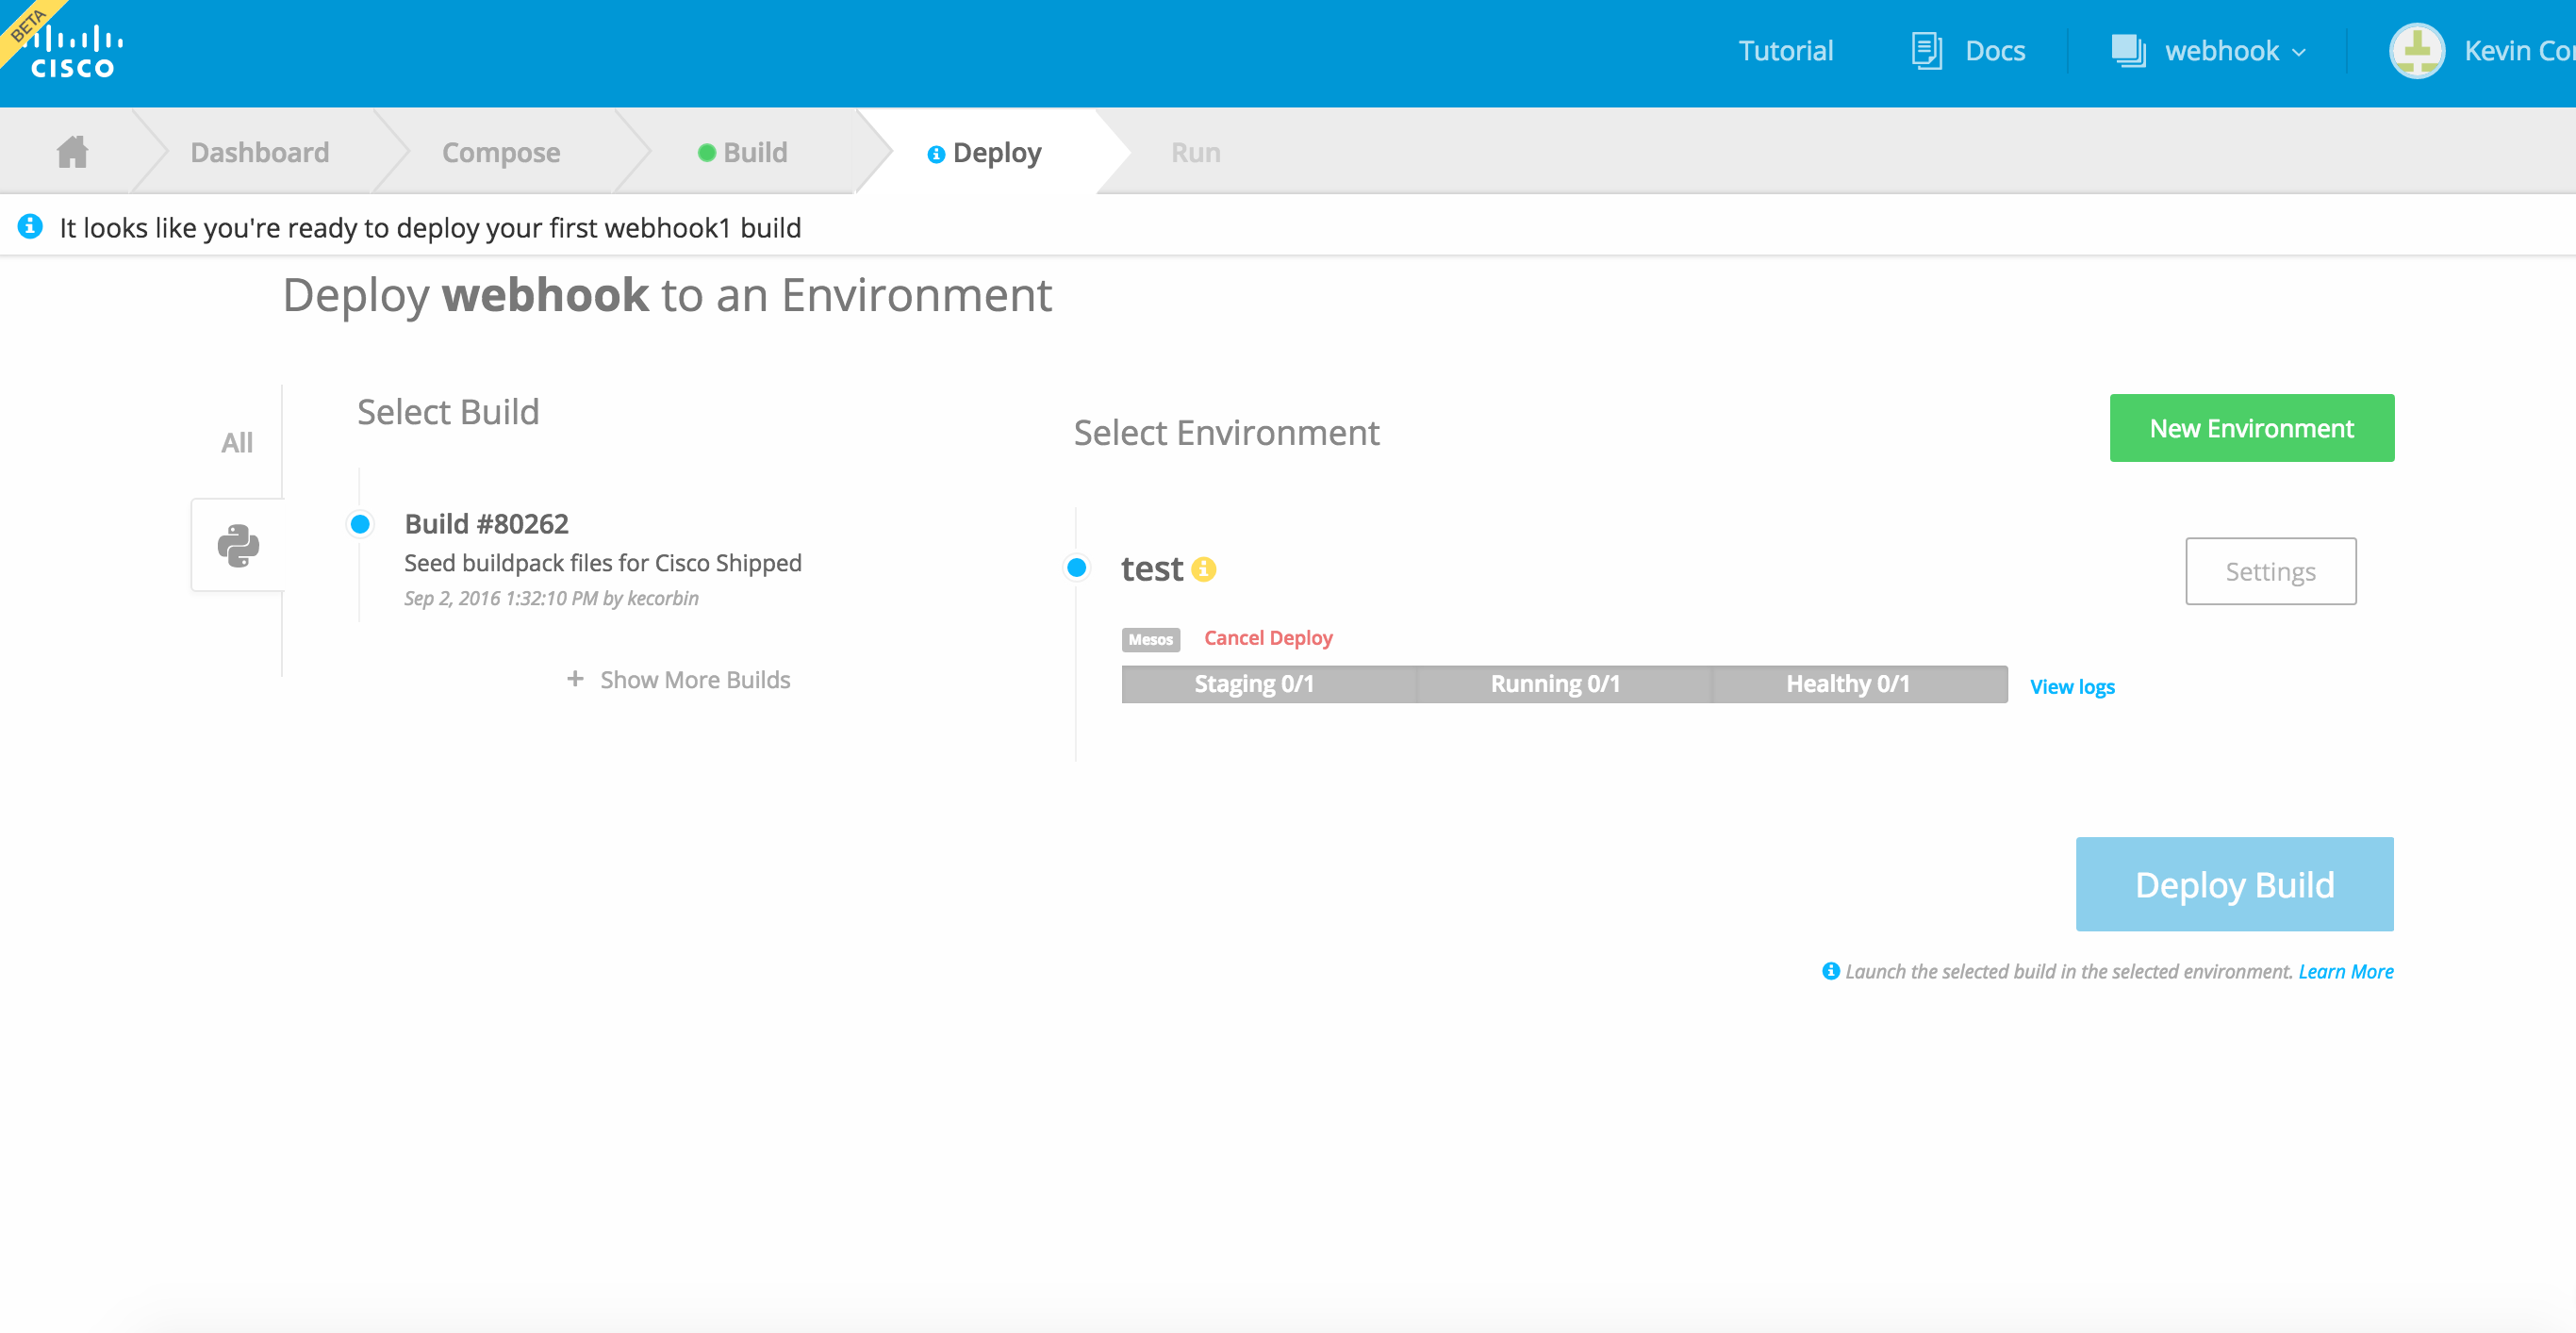 BETA
CISCO
Tutorial
Docs
webhook
Kevin
Dashboard
Compose
Build
Deploy
Run
It looks like you're ready to deploy your first webhook1 build
Deploy webhook to an Environment
All
Select Build
Build #80262
Seed buildpack files for Cisco Shipped
Sep 2, 2016 1:32:10 PM by kecorbin
+ Show More Builds
Select Environment
New Environment
test
Settings
Mesos
Cancel Deploy
Staging 0/1
Running 0/1
Healthy 0/1
View logs
Deploy Build
Launch the selected build in the selected environment. Learn More